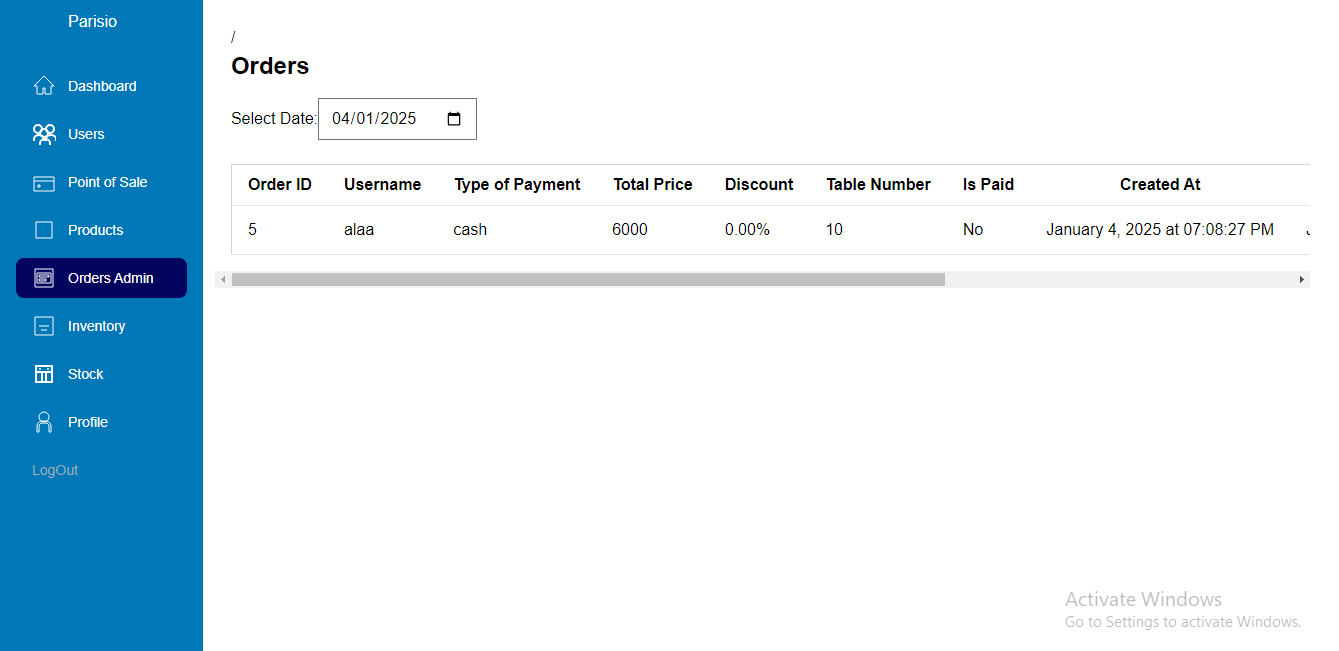 Parisio
Dashboard
Users
Point of Sale
Products
Orders Admin
Inventory
Stock
Profile
LogOut
/
Orders
Select Date: 04/01/2025
Order ID Username Type of Payment Total Price Discount Table Number Is Paid Created At
5 alaa cash 6000 0.00% 10 No January 4, 2025 at 07:08:27 PM
Activate Windows
Go to Settings to activate Windows.